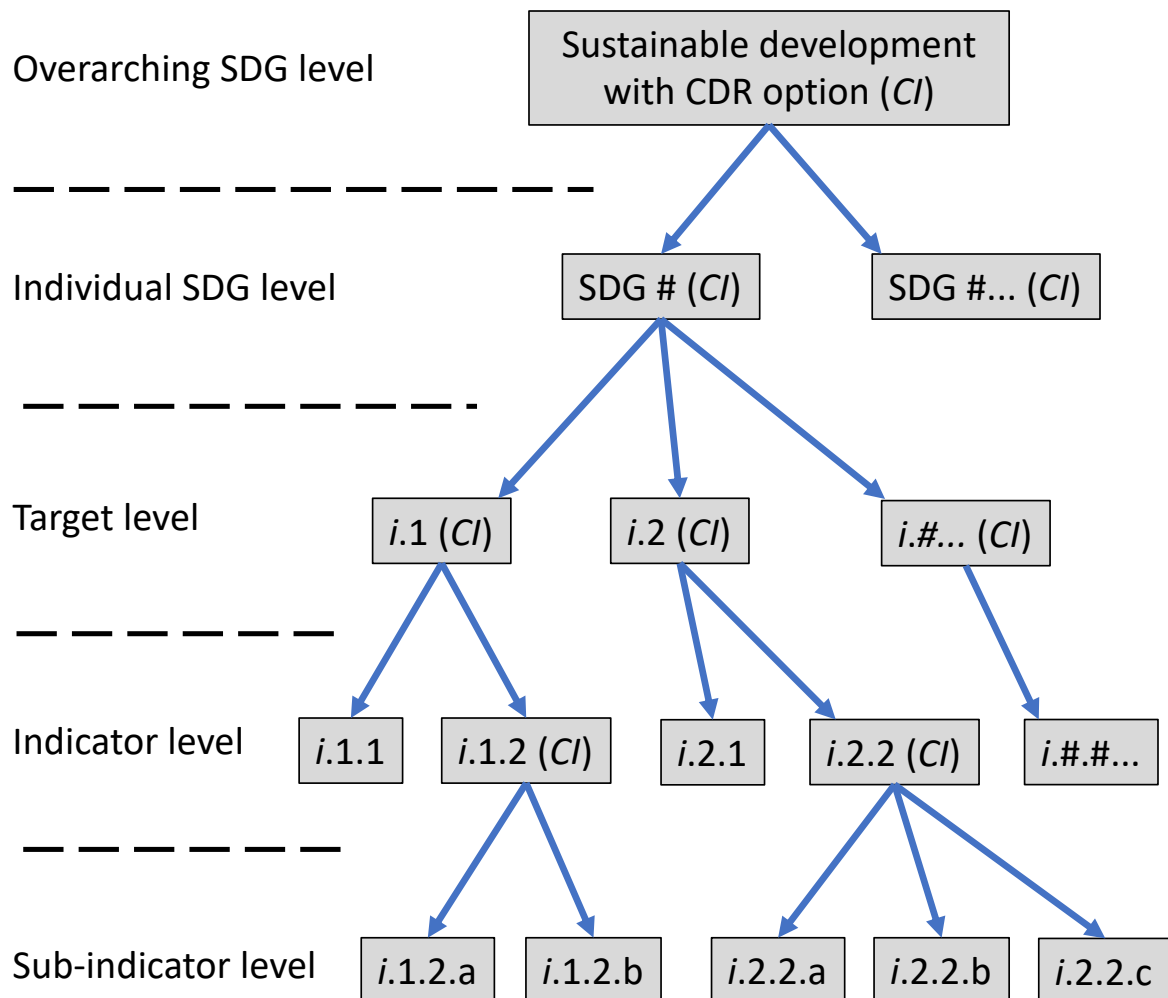 Overarching SDG level
Sustainable development
with CDR option (CI)
Individual SDG level
SDG # (CI)
SDG #... (CI)
Target level
i.1 (CI)
i.2 (CI)
i.#... (CI)
Indicator level
i.1.1
i.1.2 (CI)
i.2.1
i.2.2 (CI)
i.#.#...
Sub-indicator level
i.1.2.a
i.1.2.b
i.2.2.a
i.2.2.b
i.2.2.c